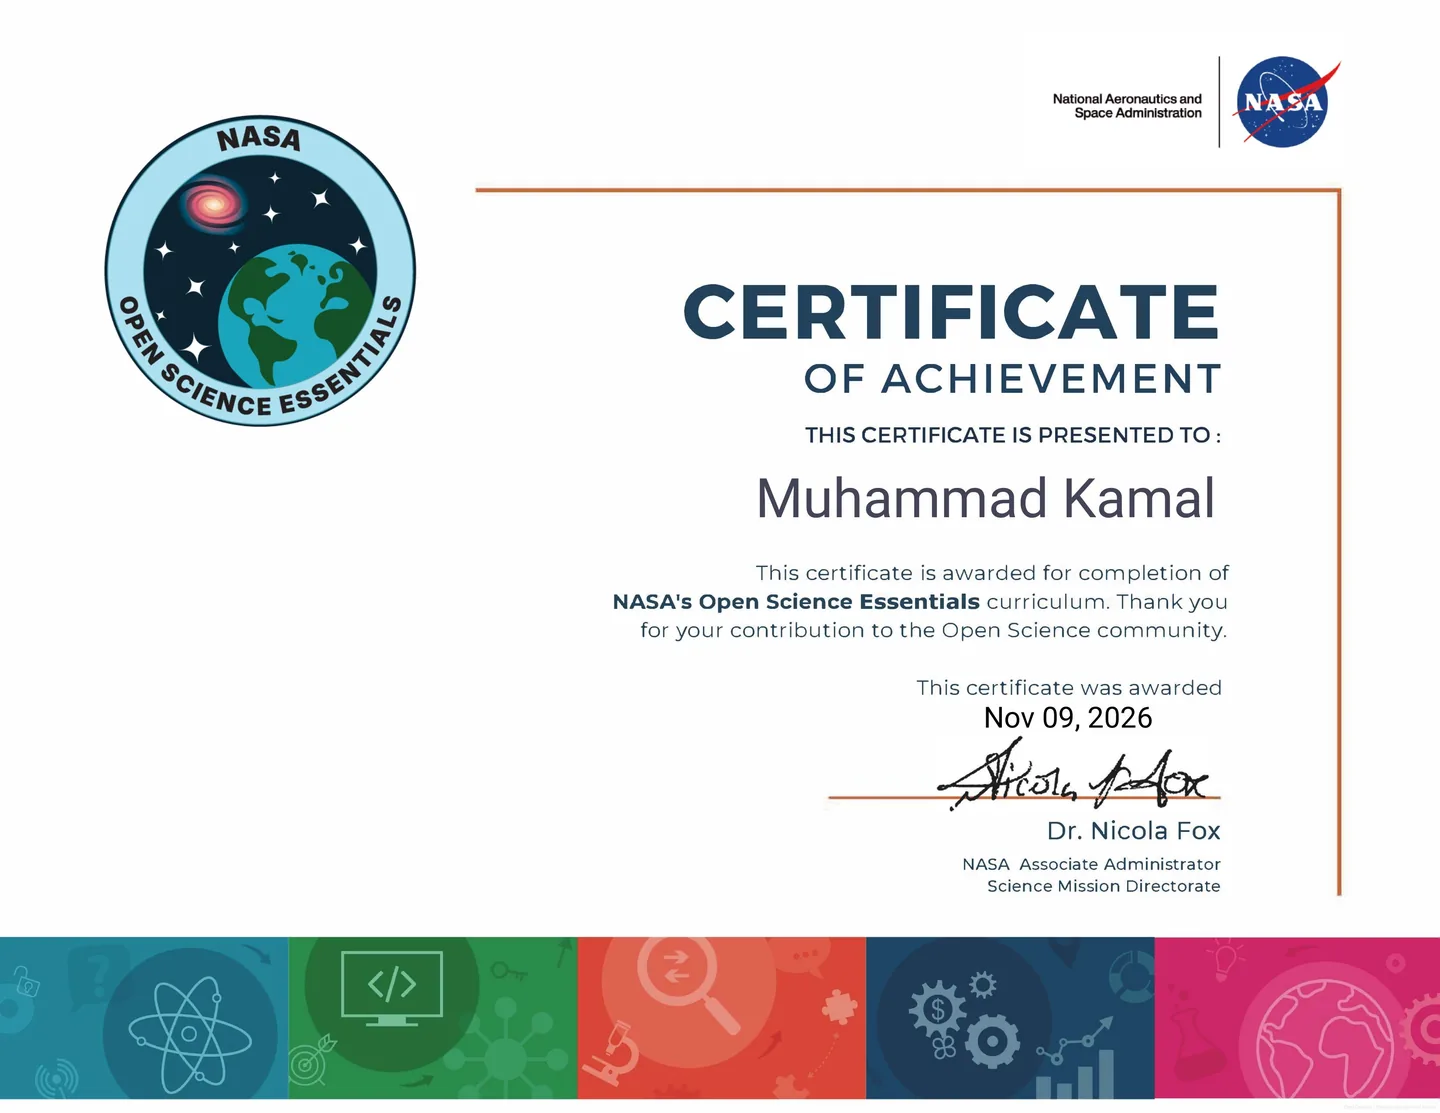 National Aeronautics and
Space Administration
NASA
NASA
OPEN SCIENCE ESSENTIALS
CERTIFICATE
OF ACHIEVEMENT
THIS CERTIFICATE IS PRESENTED TO :
Muhammad Kamal
This certificate is awarded for completion of
NASA's Open Science Essentials curriculum. Thank you
for your contribution to the Open Science community.
This certificate was awarded
Nov 09, 2026
Nicola Fox
Dr. Nicola Fox
NASA Associate Administrator
Science Mission Directorate